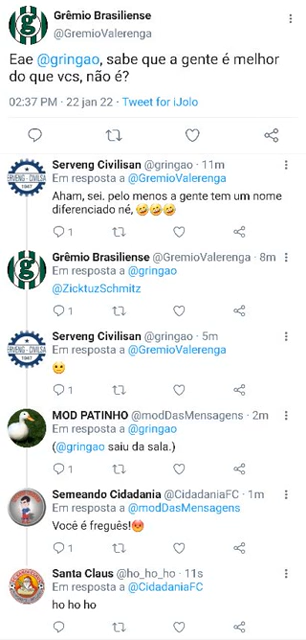 Grêmio Brasiliense
@GremioValerenga
Eae @gringao, sabe que a gente é melhor
do que vcs, não é?
02:37 PM · 22 jan 22 · Tweet for iJolo
Serveng Civilisan @gringao · 11m
Em resposta a @GremioValerenga
Aham, sei. pelo menos a gente tem um nome
diferenciado né, 🤣🤣🤣
1
Grêmio Brasiliense @GremioValerenga · 8m
Em resposta a @gringao
@ZicktuzSchmitz
1
Serveng Civilisan @gringao · 5m
Em resposta a @GremioValerenga
🙂
1
MOD PATINHO @modDasMensagens · 2m
Em resposta a @gringao
(@gringao saiu da sala.)
1
Semeando Cidadania @CidadaniaFC · 1m
Em resposta a @modDasMensagens
Você é freguês!😡
1
Santa Claus @ho_ho_ho · 11s
Em resposta a @CidadaniaFC
ho ho ho